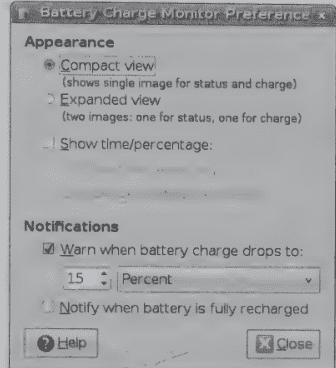 Battery Charge Monitor Preference
Appearance
Compact view
(shows single image for status and charge)
Expanded view
(two images: one for status, one for charge)
Show time/percentage:
Notifications
Warn when battery charge drops to:
15 Percent
Notify when battery is fully recharged
Help Close